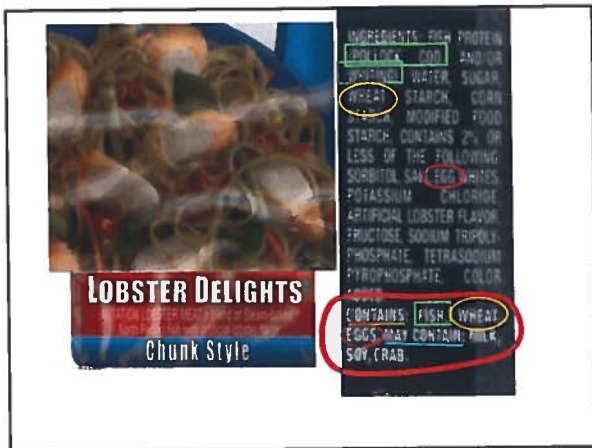 LOBSTER DELIGHTS
Chunk Style
INGREDIENTS: FISH PROTEIN
(POLLOCK, COD AND/OR
WHITING), WATER, SUGAR,
WHEAT STARCH, CORN
STARCH, MODIFIED FOOD
STARCH, CONTAINS 2% OR
LESS OF THE FOLLOWING:
SORBITOL, SALT, EGG WHITES,
POTASSIUM CHLORIDE,
ARTIFICIAL LOBSTER FLAVOR,
FRUCTOSE, SODIUM TRIPOLY-
PHOSPHATE, TETRASODIUM
PYROPHOSPHATE, COLOR
ADDED.
CONTAINS: FISH, WHEAT,
EGGS. MAY CONTAIN: MILK,
SOY, CRAB.